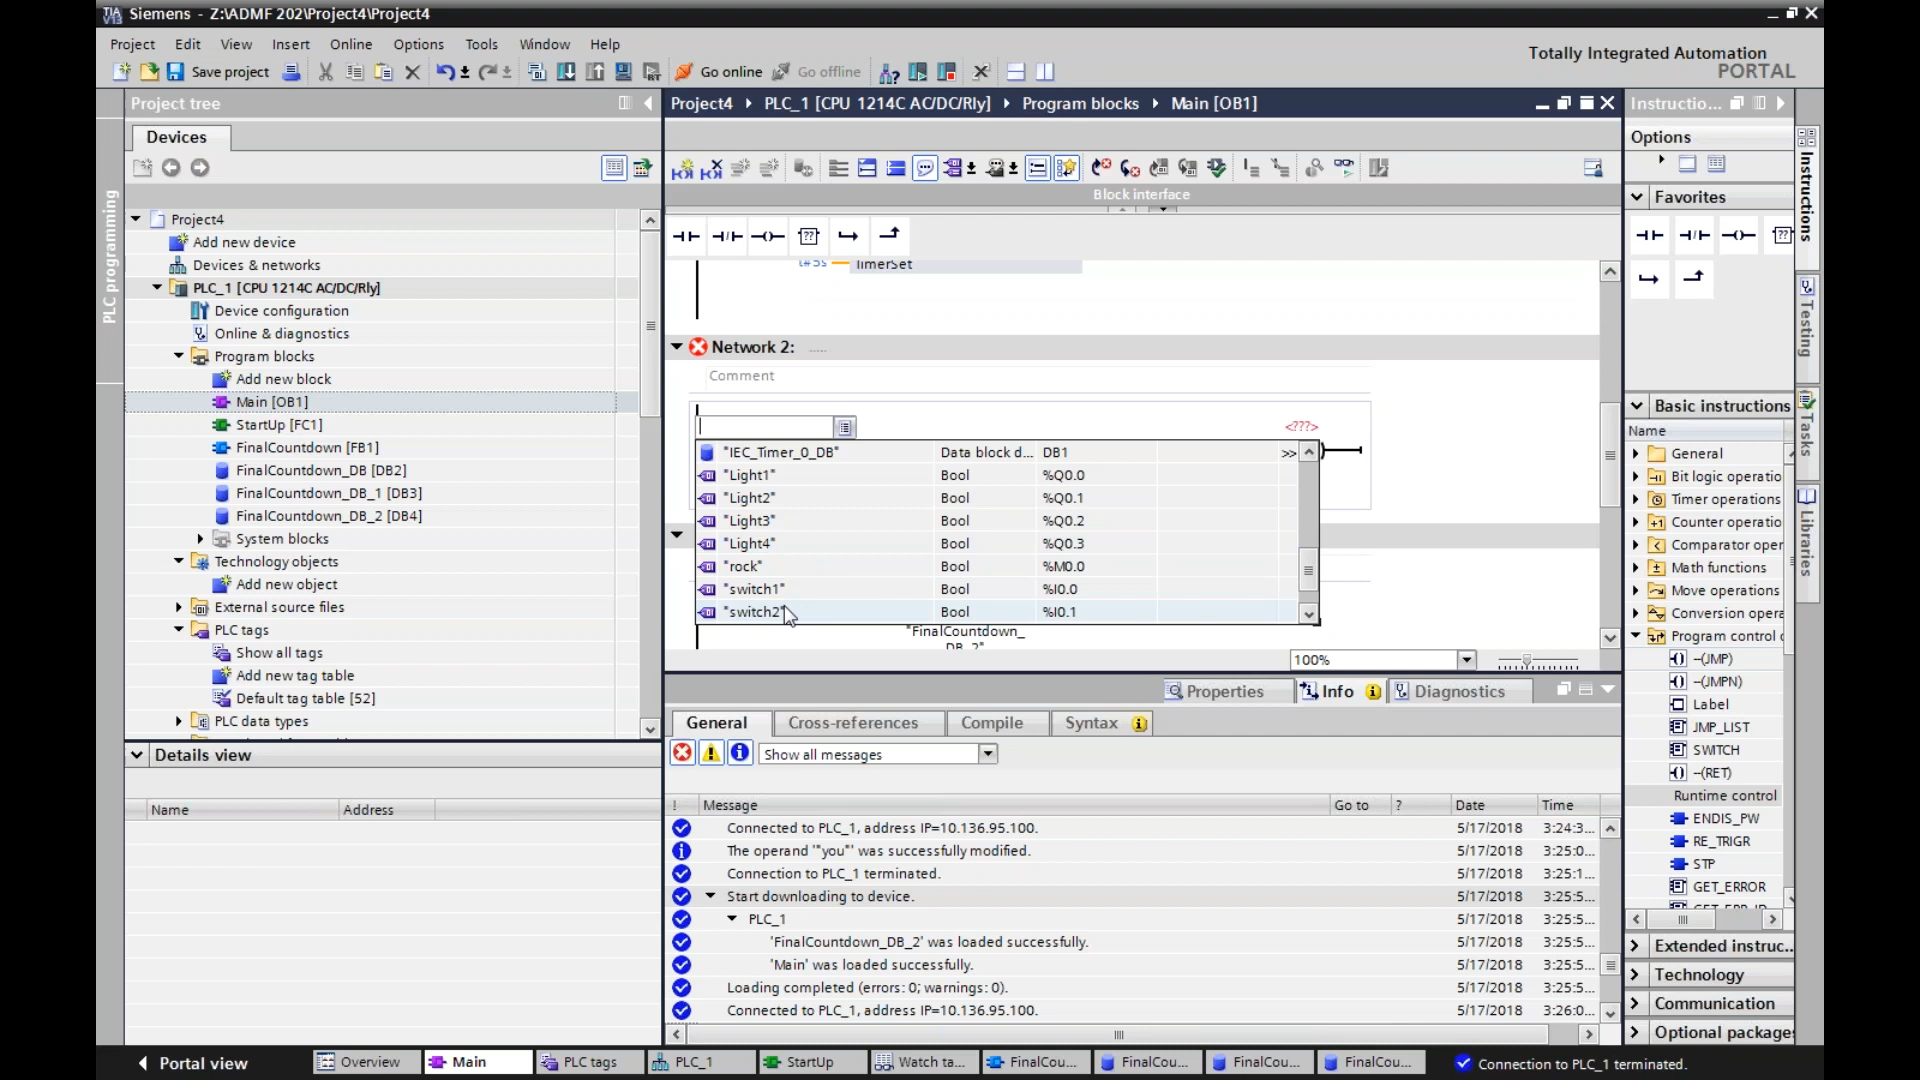 Siemens - Z:\ADMF 202\Project4\Project4
Project Edit View Insert Online Options Tools Window Help
Totally Integrated Automation
PORTAL
Save project Go online Go offline
Project tree
Project4 ▸ PLC_1 [CPU 1214C AC/DC/Rly] ▸ Program blocks ▸ Main [OB1]
Instructio...
Devices
Options
Block interface
PLC programming
Project4
Add new device
Devices & networks
PLC_1 [CPU 1214C AC/DC/Rly]
Device configuration
Online & diagnostics
Program blocks
Add new block
Main [OB1]
StartUp [FC1]
FinalCountdown [FB1]
FinalCountdown_DB [DB2]
FinalCountdown_DB_1 [DB3]
FinalCountdown_DB_2 [DB4]
System blocks
Technology objects
Add new object
External source files
PLC tags
Show all tags
Add new tag table
Default tag table [52]
PLC data types
Details view
Name Address
t#5s TimerSet
Network 2: .....
Comment
<???>
"IEC_Timer_0_DB" Data block d... DB1 >>
"Light1" Bool %Q0.0
"Light2" Bool %Q0.1
"Light3" Bool %Q0.2
"Light4" Bool %Q0.3
"rock" Bool %M0.0
"switch1" Bool %I0.0
"switch2" Bool %I0.1
"FinalCountdown_
DB_2"
100%
Properties Info Diagnostics
General Cross-references Compile Syntax
Show all messages
! Message Go to ? Date Time
Connected to PLC_1, address IP=10.136.95.100. 5/17/2018 3:24:3...
The operand '"you"' was successfully modified. 5/17/2018 3:25:0...
Connection to PLC_1 terminated. 5/17/2018 3:25:1...
Start downloading to device. 5/17/2018 3:25:5...
PLC_1 5/17/2018 3:25:5...
'FinalCountdown_DB_2' was loaded successfully. 5/17/2018 3:25:5...
'Main' was loaded successfully. 5/17/2018 3:25:5...
Loading completed (errors: 0; warnings: 0). 5/17/2018 3:25:5...
Connected to PLC_1, address IP=10.136.95.100. 5/17/2018 3:26:0...
Favorites
Basic instructions
Name
General
Bit logic operatio
Timer operations
Counter operatio
Comparator oper
Math functions
Move operations
Conversion opera
Program control o
-(JMP)
-(JMPN)
Label
JMP_LIST
SWITCH
-(RET)
Runtime control
ENDIS_PW
RE_TRIGR
STP
GET_ERROR
GET_ERR_ID
Extended instruc...
Technology
Communication
Optional packages
Instructions
Testing
Tasks
Libraries
Portal view Overview Main PLC tags PLC_1 StartUp Watch ta... FinalCou... FinalCou... FinalCou... FinalCou... Connection to PLC_1 terminated.